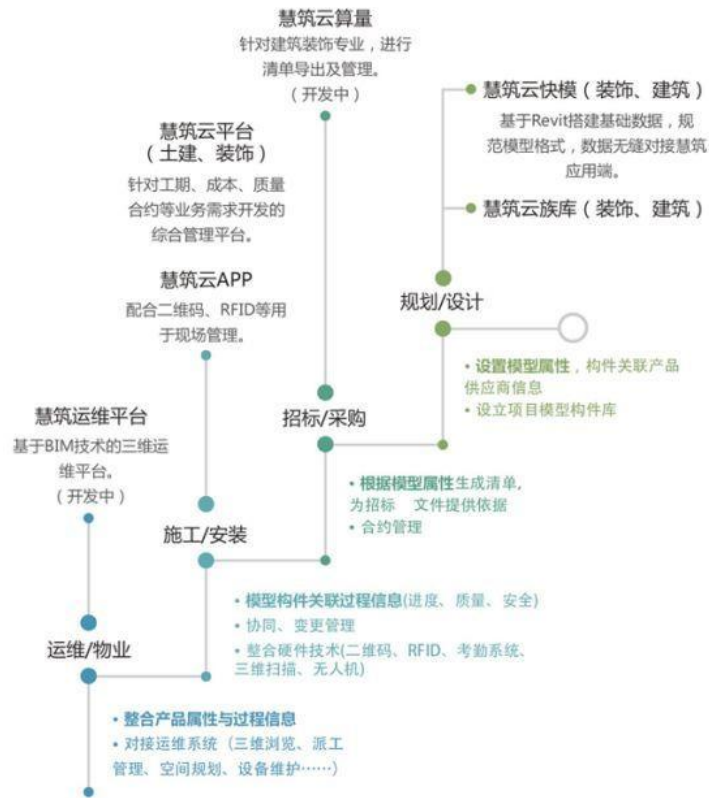 慧筑云算量
针对建筑装饰专业，进行
清单导出及管理。
（开发中）
慧筑云快模（装饰、建筑）
基于Revit搭建基础数据，规
范模型格式，数据无缝对接慧筑
应用端。
慧筑云族库（装饰、建筑）
慧筑云平台
（土建、装饰）
针对工期、成本、质量
合约等业务需求开发的
综合管理平台。
慧筑云APP
配合二维码、RFID等用
于现场管理。
规划/设计
• 设置模型属性，构件关联产品
供应商信息
• 设立项目模型构件库
慧筑运维平台
基于BIM技术的三维运
维平台。
（开发中）
招标/采购
• 根据模型属性生成清单,
为招标 文件提供依据
• 合约管理
施工/安装
• 模型构件关联过程信息(进度、质量、安全)
• 协同、变更管理
• 整合硬件技术(二维码、RFID、考勤系统、
三维扫描、无人机)
运维/物业
• 整合产品属性与过程信息
• 对接运维系统（三维浏览、派工
管理、空间规划、设备维护……）